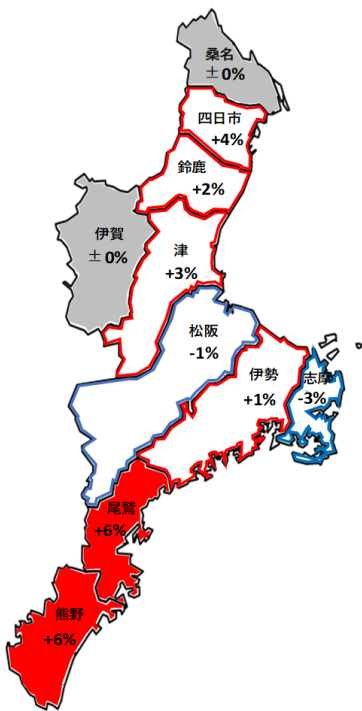 桑名
±0%
四日市
+4%
鈴鹿
+2%
伊賀
±0%
津
+3%
松阪
-1%
伊勢
+1%
志摩
-3%
尾鷲
+6%
熊野
+6%